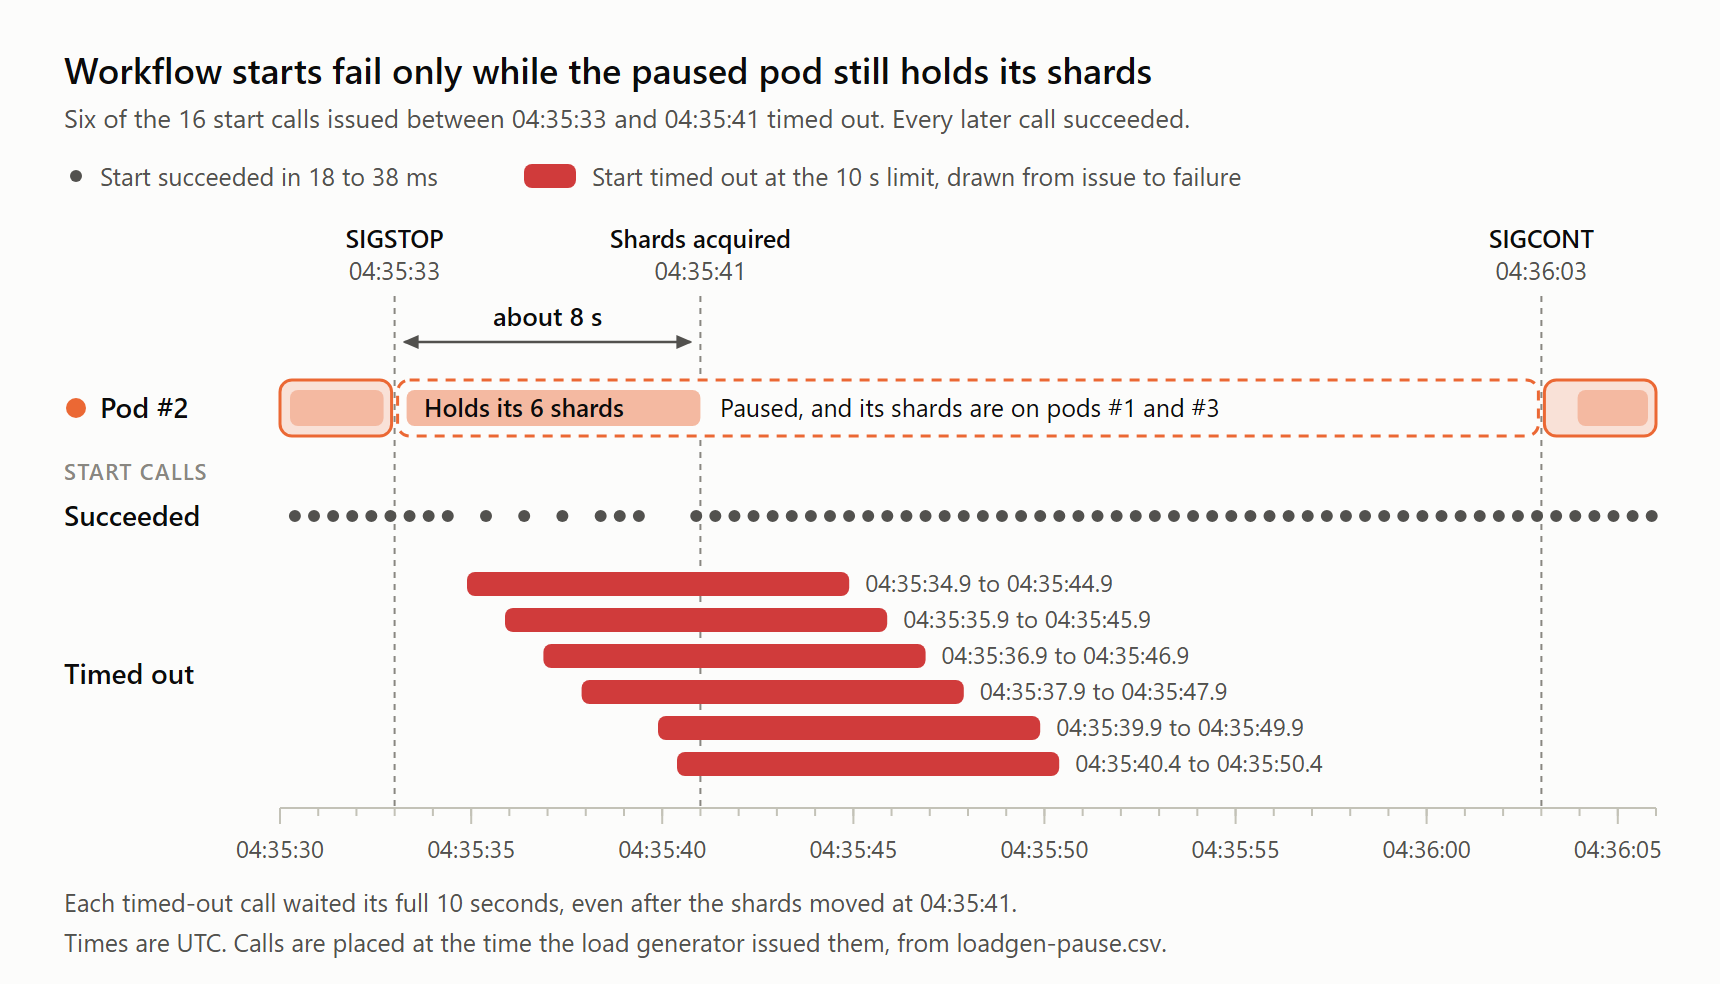 Workflow starts fail only while the paused pod still holds its shards
Six of the 16 start calls issued between 04:35:33 and 04:35:41 timed out. Every later call succeeded.
Start succeeded in 18 to 38 ms
Start timed out at the 10 s limit, drawn from issue to failure
SIGSTOP
04:35:33
Shards acquired
04:35:41
SIGCONT
04:36:03
about 8 s
Pod #2
Holds its 6 shards
Paused, and its shards are on pods #1 and #3
START CALLS
Succeeded
04:35:34.9 to 04:35:44.9
04:35:35.9 to 04:35:45.9
04:35:36.9 to 04:35:46.9
Timed out
04:35:37.9 to 04:35:47.9
04:35:39.9 to 04:35:49.9
04:35:40.4 to 04:35:50.4
04:35:30
04:35:35
04:35:40
04:35:45
04:35:50
04:35:55
04:36:00
04:36:05
Each timed-out call waited its full 10 seconds, even after the shards moved at 04:35:41.
Times are UTC. Calls are placed at the time the load generator issued them, from loadgen-pause.csv.